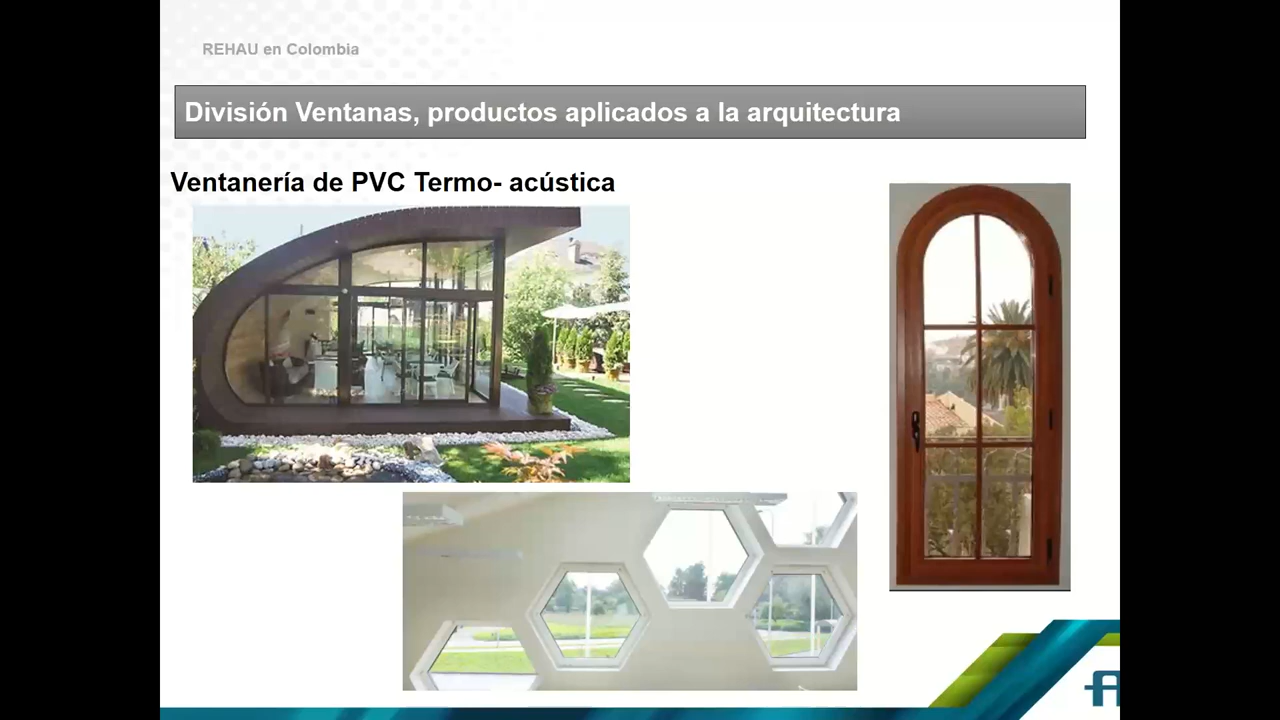 REHAU en Colombia
División Ventanas, productos aplicados a la arquitectura
Ventanería de PVC Termo- acústica